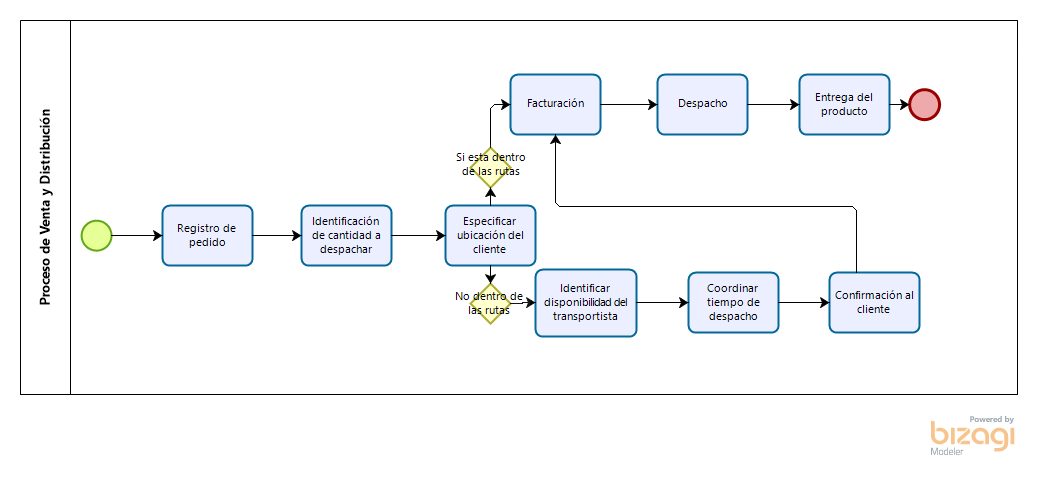 Proceso de Venta y Distribución
Registro de
pedido
Identificación
de cantidad a
despachar
Especificar
ubicación del
cliente
Si está dentro
de las rutas
Facturación
Despacho
Entrega del
producto
No dentro de
las rutas
Identificar
disponibilidad del
transportista
Coordinar
tiempo de
despacho
Confirmación al
cliente
Powered by
bizagi
Modeler